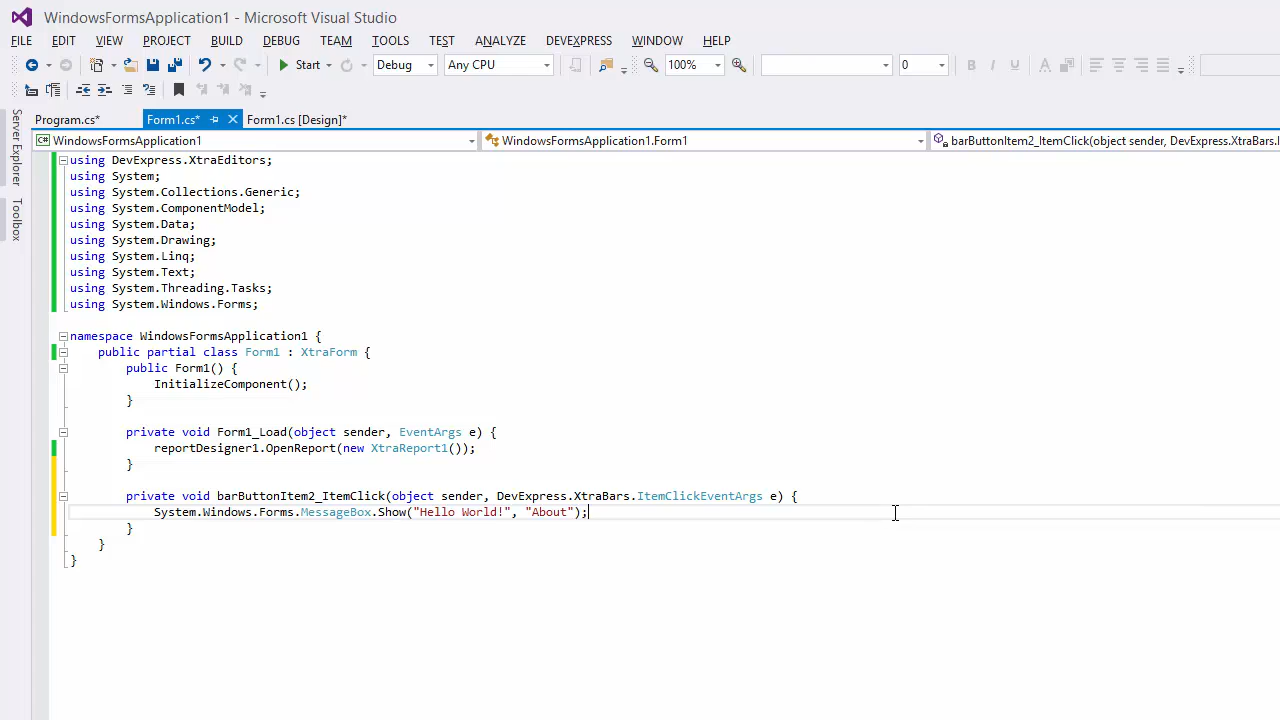 WindowsFormsApplication1 - Microsoft Visual Studio
FILE EDIT VIEW PROJECT BUILD DEBUG TEAM TOOLS TEST ANALYZE DEVEXPRESS WINDOW HELP
Start Debug Any CPU 100% 0
Program.cs* Form1.cs* Form1.cs [Design]*
Server Explorer
Toolbox
C# WindowsFormsApplication1 WindowsFormsApplication1.Form1 barButtonItem2_ItemClick(object sender, DevExpress.XtraBars.I
using DevExpress.XtraEditors;
using System;
using System.Collections.Generic;
using System.ComponentModel;
using System.Data;
using System.Drawing;
using System.Linq;
using System.Text;
using System.Threading.Tasks;
using System.Windows.Forms;
namespace WindowsFormsApplication1 {
public partial class Form1 : XtraForm {
public Form1() {
InitializeComponent();
}
private void Form1_Load(object sender, EventArgs e) {
reportDesigner1.OpenReport(new XtraReport1());
}
private void barButtonItem2_ItemClick(object sender, DevExpress.XtraBars.ItemClickEventArgs e) {
System.Windows.Forms.MessageBox.Show("Hello World!", "About");
}
}
}